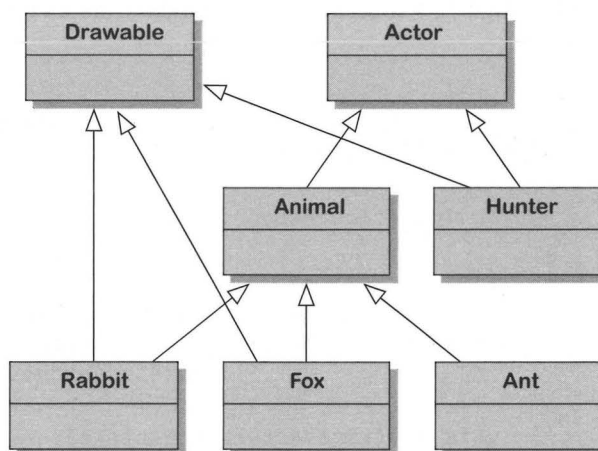 Drawable
Actor
Animal
Hunter
Rabbit
Fox
Ant